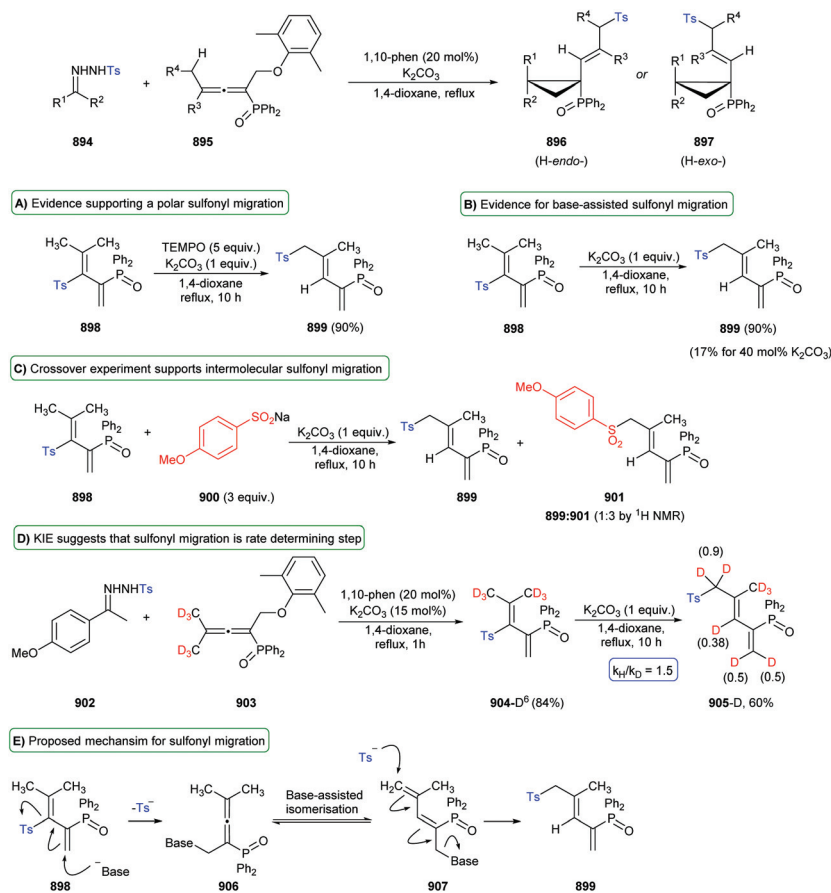 NNHTs
R1 R2
894
+
R4 H
R3
O
O PPh2
895
1,10-phen (20 mol%)
K2CO3
1,4-dioxane, reflux
R4 Ts
H
R1 R3
R2
O PPh2
896
(H-endo-)
or
Ts R4
R3 H
R1
R2
O PPh2
897
(H-exo-)
A) Evidence supporting a polar sulfonyl migration
H3C CH3
Ph2
P
O
Ts
898
TEMPO (5 equiv.)
K2CO3 (1 equiv.)
1,4-dioxane
reflux, 10 h
Ts CH3
Ph2
P
O
H
899 (90%)
B) Evidence for base-assisted sulfonyl migration
H3C CH3
Ph2
P
O
Ts
898
K2CO3 (1 equiv.)
1,4-dioxane
reflux, 10 h
Ts CH3
Ph2
P
O
H
899 (90%)
(17% for 40 mol% K2CO3)
C) Crossover experiment supports intermolecular sulfonyl migration
H3C CH3
Ph2
P
O
Ts
898
+
SO2Na
MeO
900 (3 equiv.)
K2CO3 (1 equiv.)
1,4-dioxane,
reflux, 10 h
Ts CH3
Ph2
P
O
H
899
+
MeO
S
O2
CH3
Ph2
P
O
H
901
899:901 (1:3 by 1H NMR)
D) KIE suggests that sulfonyl migration is rate determining step
NNHTs
MeO
902
+
D3C
D3C
O
O PPh2
903
1,10-phen (20 mol%)
K2CO3 (15 mol%)
1,4-dioxane,
reflux, 1h
D3C CD3
Ph2
P
O
Ts
904-D6 (84%)
K2CO3 (1 equiv.)
1,4-dioxane,
reflux, 10 h
kH/kD = 1.5
(0.9)
D D
Ts CD3
Ph2
P
O
D
(0.38)
D D
(0.5) (0.5)
905-D, 60%
E) Proposed mechansim for sulfonyl migration
H3C CH3
Ph2
P
O
Ts
–Base
898
-Ts–
H3C CH3
Base
P O
Ph2
906
Base-assisted
isomerisation
Ts–
H2C CH3
Ph2
P
O
Base
907
Ts CH3
Ph2
P
O
H
899